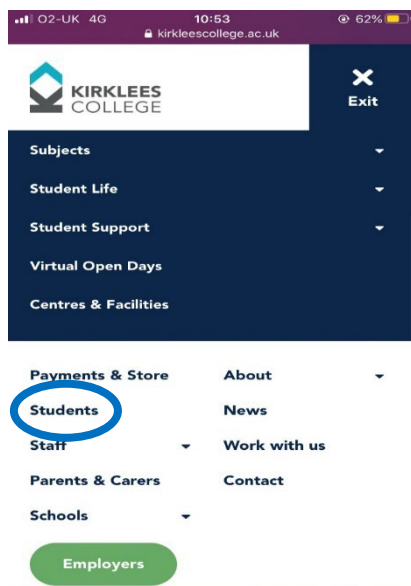 O2-UK 4G 10:53 62%
kirkleescollege.ac.uk
KIRKLEES
COLLEGE
Exit
Subjects
Student Life
Student Support
Virtual Open Days
Centres & Facilities
Payments & Store
Students
Staff
Parents & Carers
Schools
About
News
Work with us
Contact
Employers